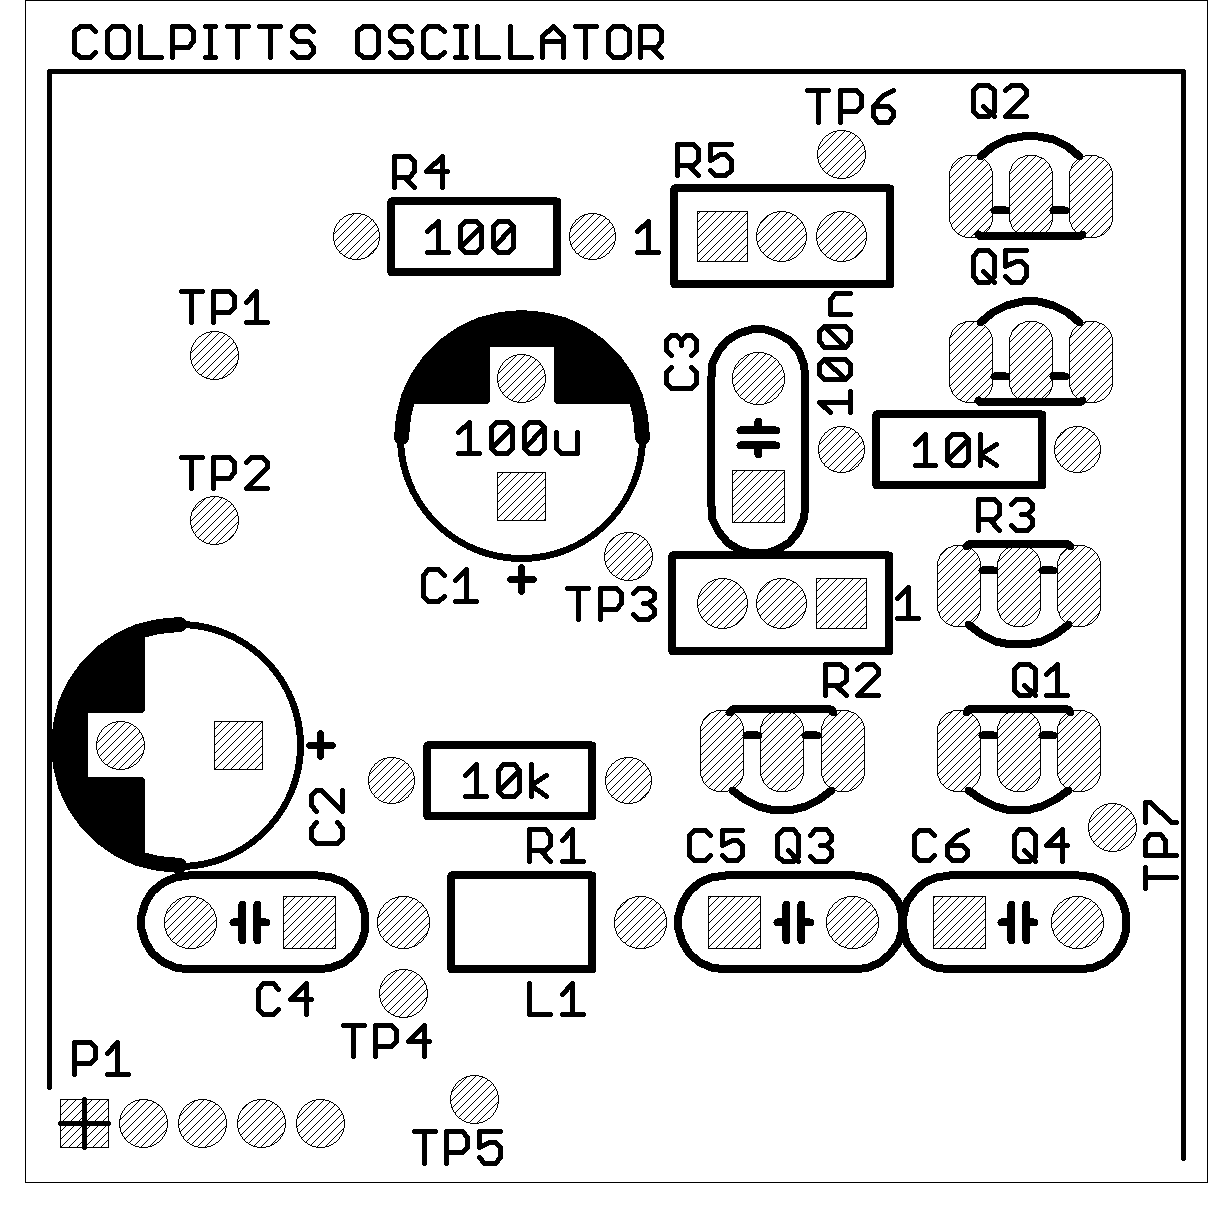 COLPITTS OSCILLATOR
TP6
Q2
R4
R5
100
1
Q5
TP1
100n
C3
100u
10k
TP2
R3
C1 +
TP3
1
R2
Q1
+
C2
10k
R1
C5
Q3
C6
Q4
TP7
C4
L1
TP4
P1
TP5